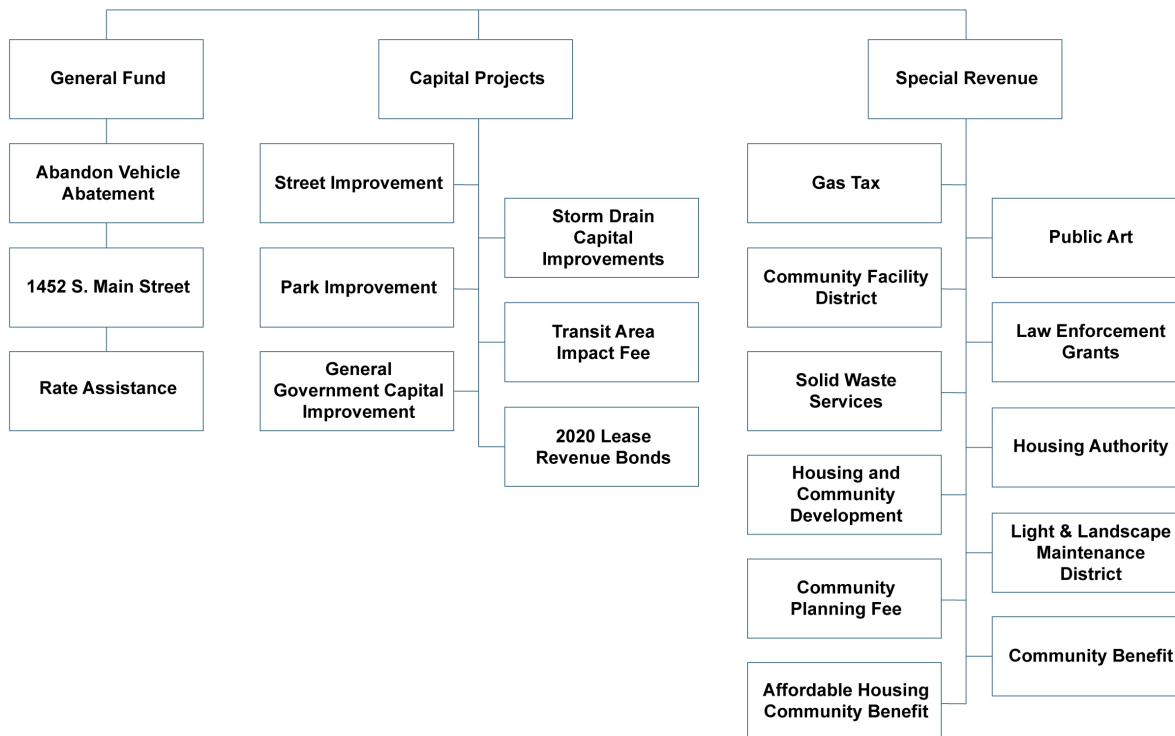 General Fund
Capital Projects
Special Revenue
Abandon Vehicle
Abatement
1452 S. Main Street
Rate Assistance
Street Improvement
Storm Drain
Capital
Improvements
Park Improvement
Transit Area
Impact Fee
General
Government Capital
Improvement
2020 Lease
Revenue Bonds
Gas Tax
Public Art
Community Facility
District
Law Enforcement
Grants
Solid Waste
Services
Housing Authority
Housing and
Community
Development
Light & Landscape
Maintenance
District
Community
Planning Fee
Community Benefit
Affordable Housing
Community Benefit